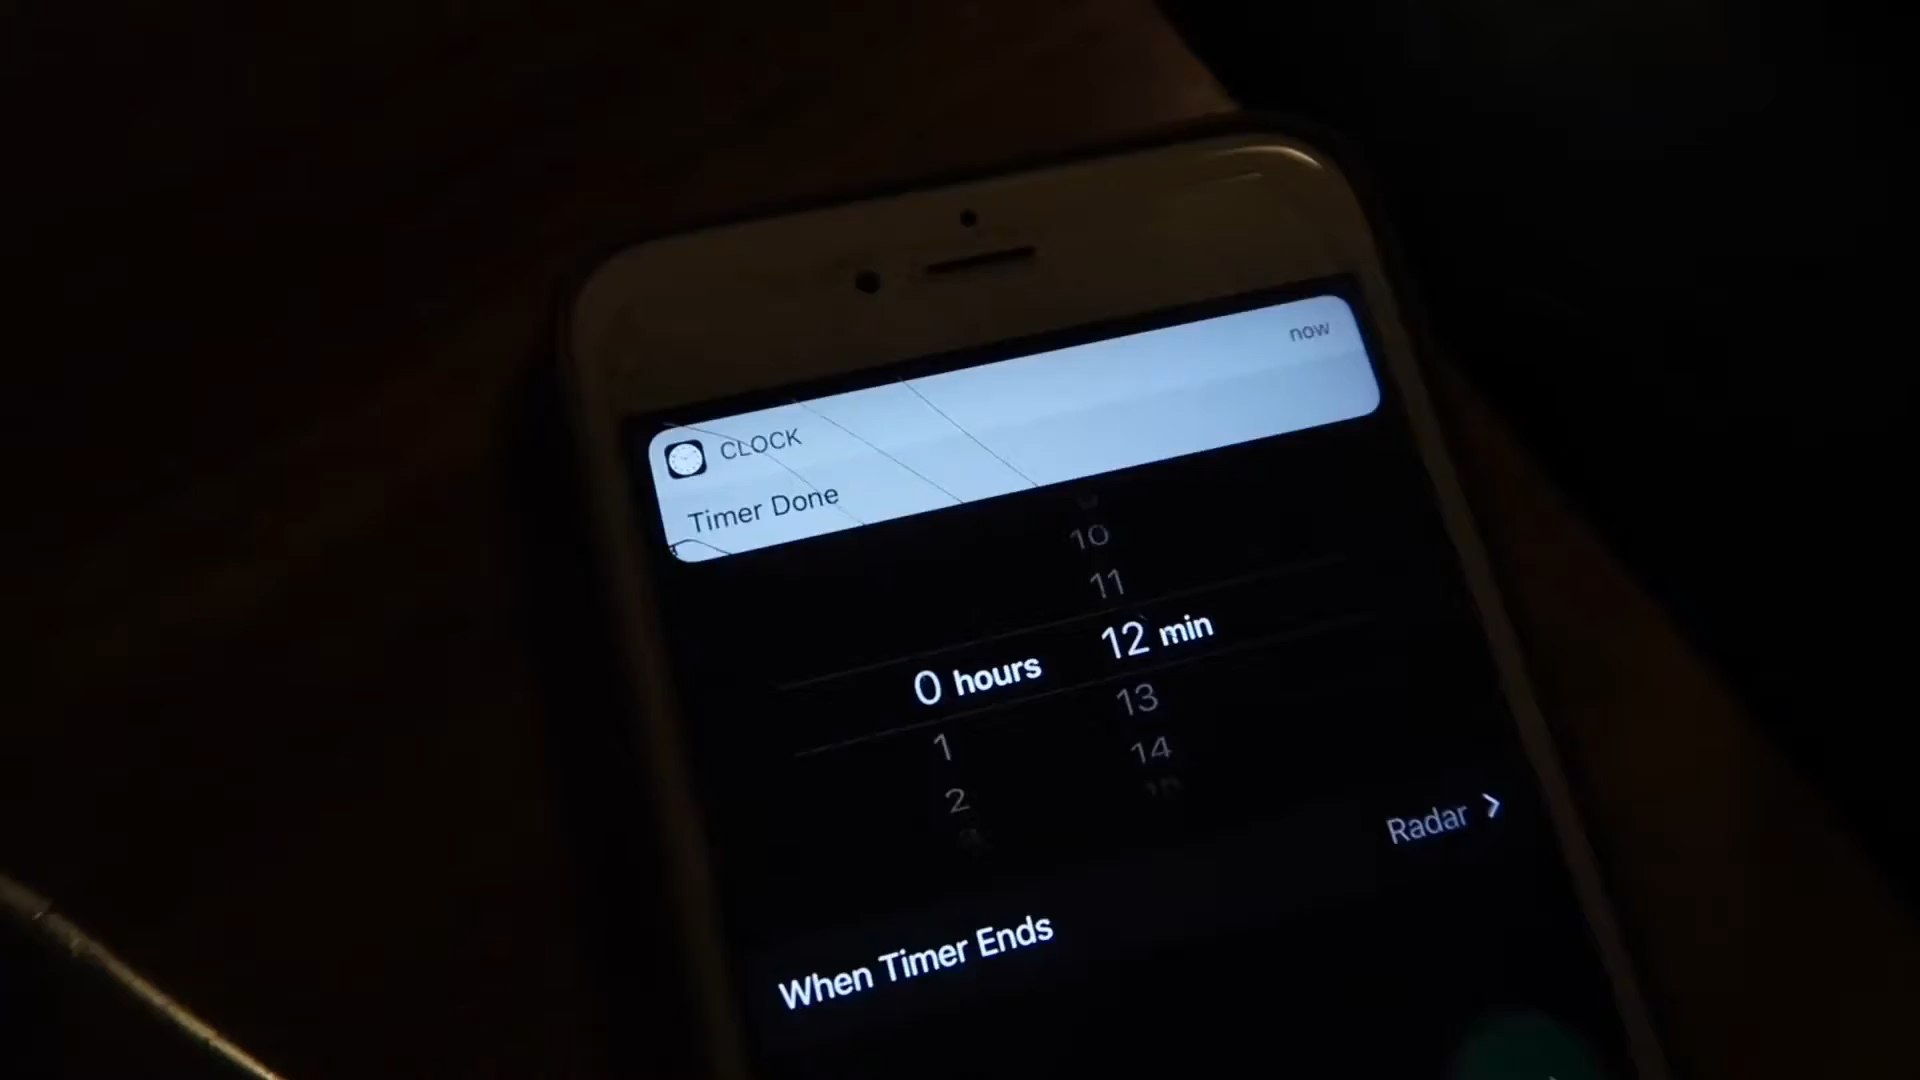 now
CLOCK
Timer Done
10
11
0 hours 12 min
1 13
2 14
Radar
When Timer Ends